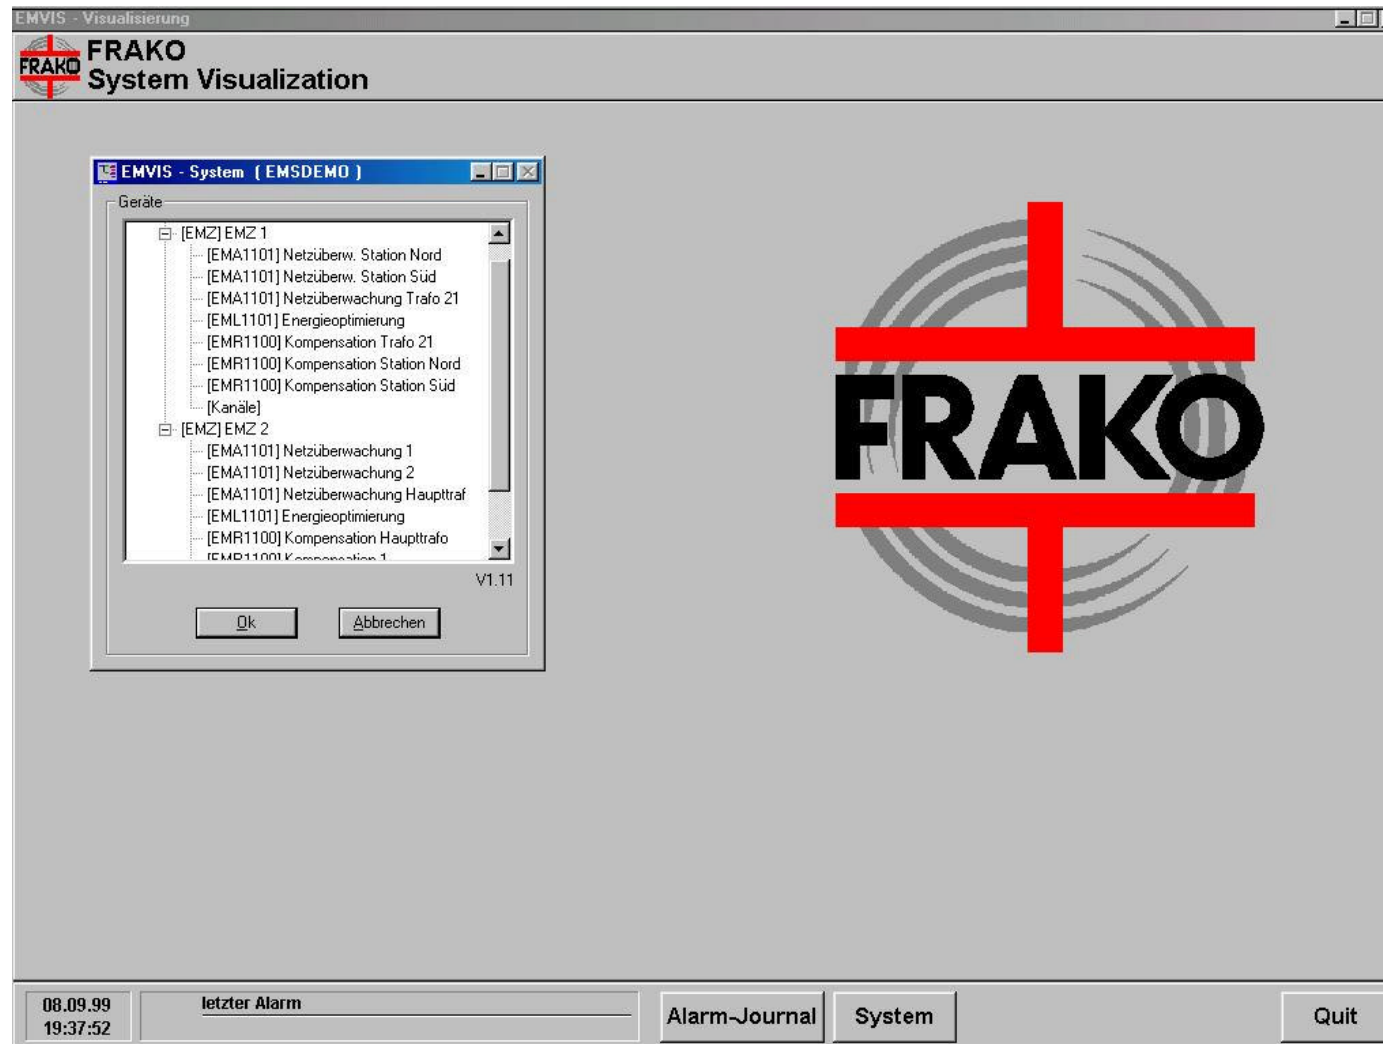 EMVIS - Visualisierung
FRAKO
FRAKO
System Visualization
EMVIS - System ( EMSDEMO )
Geräte
[EMZ] EMZ 1
[EMA1101] Netzüberw. Station Nord
[EMA1101] Netzüberw. Station Süd
[EMA1101] Netzüberwachung Trafo 21
[EML1101] Energieoptimierung
[EMR1100] Kompensation Trafo 21
[EMR1100] Kompensation Station Nord
[EMR1100] Kompensation Station Süd
[Kanäle]
[EMZ] EMZ 2
[EMA1101] Netzüberwachung 1
[EMA1101] Netzüberwachung 2
[EMA1101] Netzüberwachung Haupttraf
[EML1101] Energieoptimierung
[EMR1100] Kompensation Haupttrafo
[EMR1100] Kompensation 1
V1.11
Ok
Abbrechen
FRAKO
08.09.99
19:37:52
letzter Alarm
Alarm-Journal
System
Quit